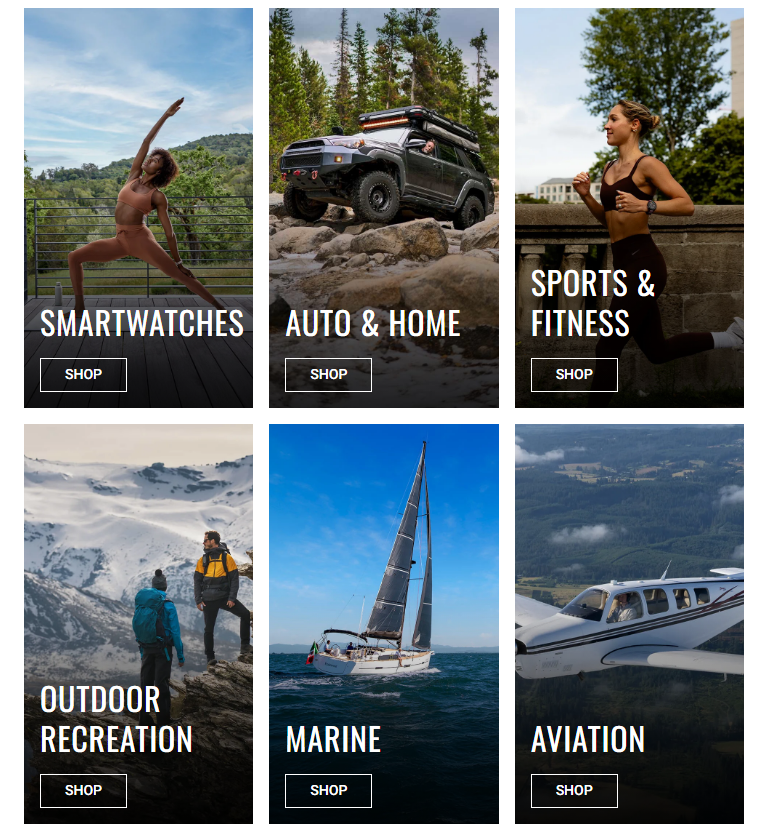 SMARTWATCHES
SHOP
AUTO & HOME
SHOP
SPORTS &
FITNESS
SHOP
OUTDOOR
RECREATION
SHOP
MARINE
SHOP
AVIATION
SHOP